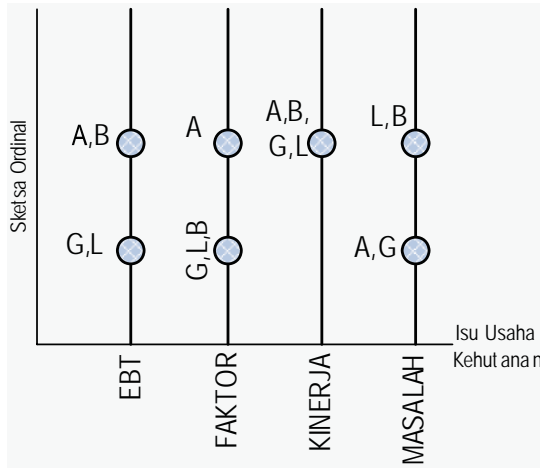 Sketsa Ordinal
A,B
G,L
A
G,L,B
A,B,
G,L
L,B
A,G
Isu Usaha
Kehutanan
EBT
FAKTOR
KINERJA
MASALAH